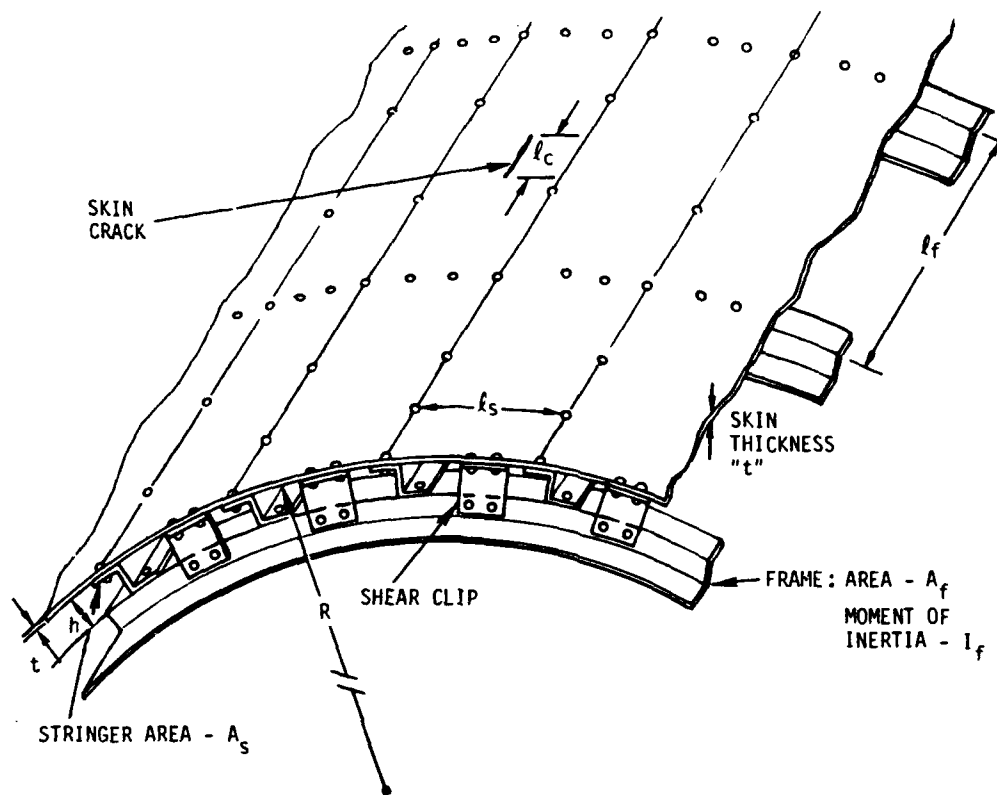 SKIN
CRACK
ℓc
ℓf
ℓs
SKIN
THICKNESS
"t"
SHEAR CLIP
R
FRAME: AREA - Af
MOMENT OF
INERTIA - If
h
t
STRINGER AREA - As